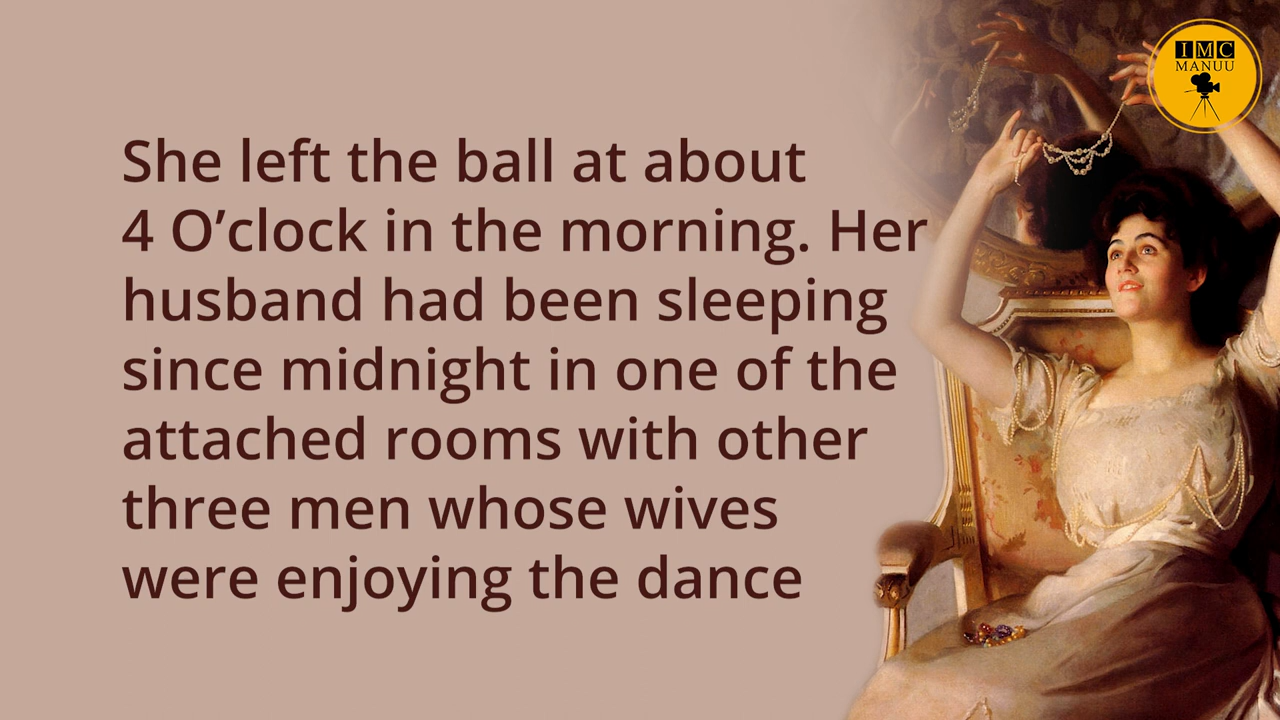 She left the ball at about
4 O’clock in the morning. Her
husband had been sleeping
since midnight in one of the
attached rooms with other
three men whose wives
were enjoying the dance
IMC
MANUU